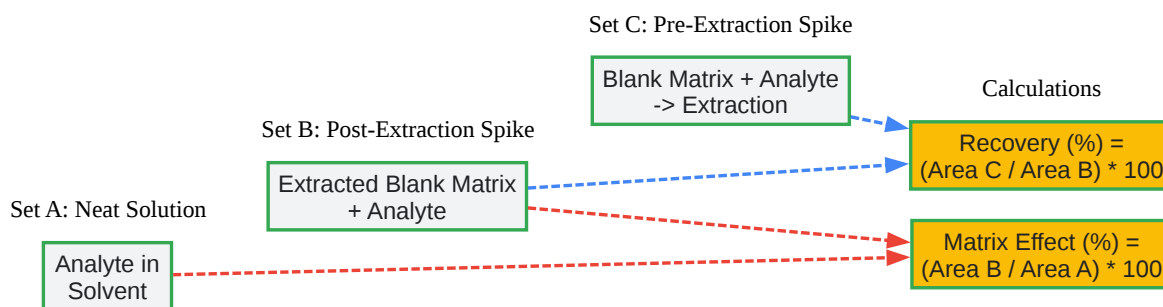 Set C: Pre-Extraction Spike
Blank Matrix + Analyte
-> Extraction
Calculations
Set B: Post-Extraction Spike
Recovery (%) =
(Area C / Area B) * 100
Extracted Blank Matrix
+ Analyte
Set A: Neat Solution
Matrix Effect (%) =
(Area B / Area A) * 100
Analyte in
Solvent